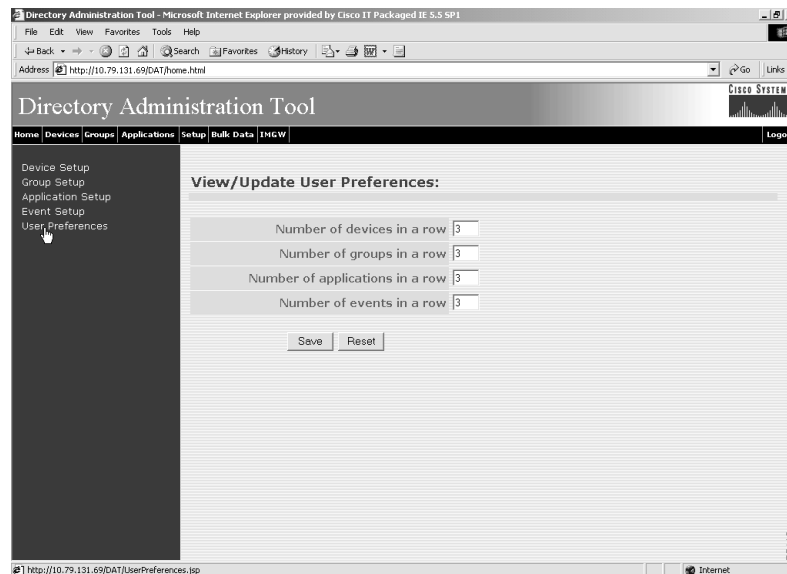 Directory Administration Tool - Microsoft Internet Explorer provided by Cisco IT Packaged IE 5.5 SP1
File Edit View Favorites Tools Help
Back Search Favorites History
Address http://10.79.131.69/DAT/home.html Go Links
Directory Administration Tool
CISCO SYSTEM
Home Devices Groups Applications Setup Bulk Data IMGW Logo
Device Setup
Group Setup
Application Setup
Event Setup
User Preferences
View/Update User Preferences:
Number of devices in a row 3
Number of groups in a row 3
Number of applications in a row 3
Number of events in a row 3
Save Reset
http://10.79.131.69/DAT/UserPreferences.jsp Internet